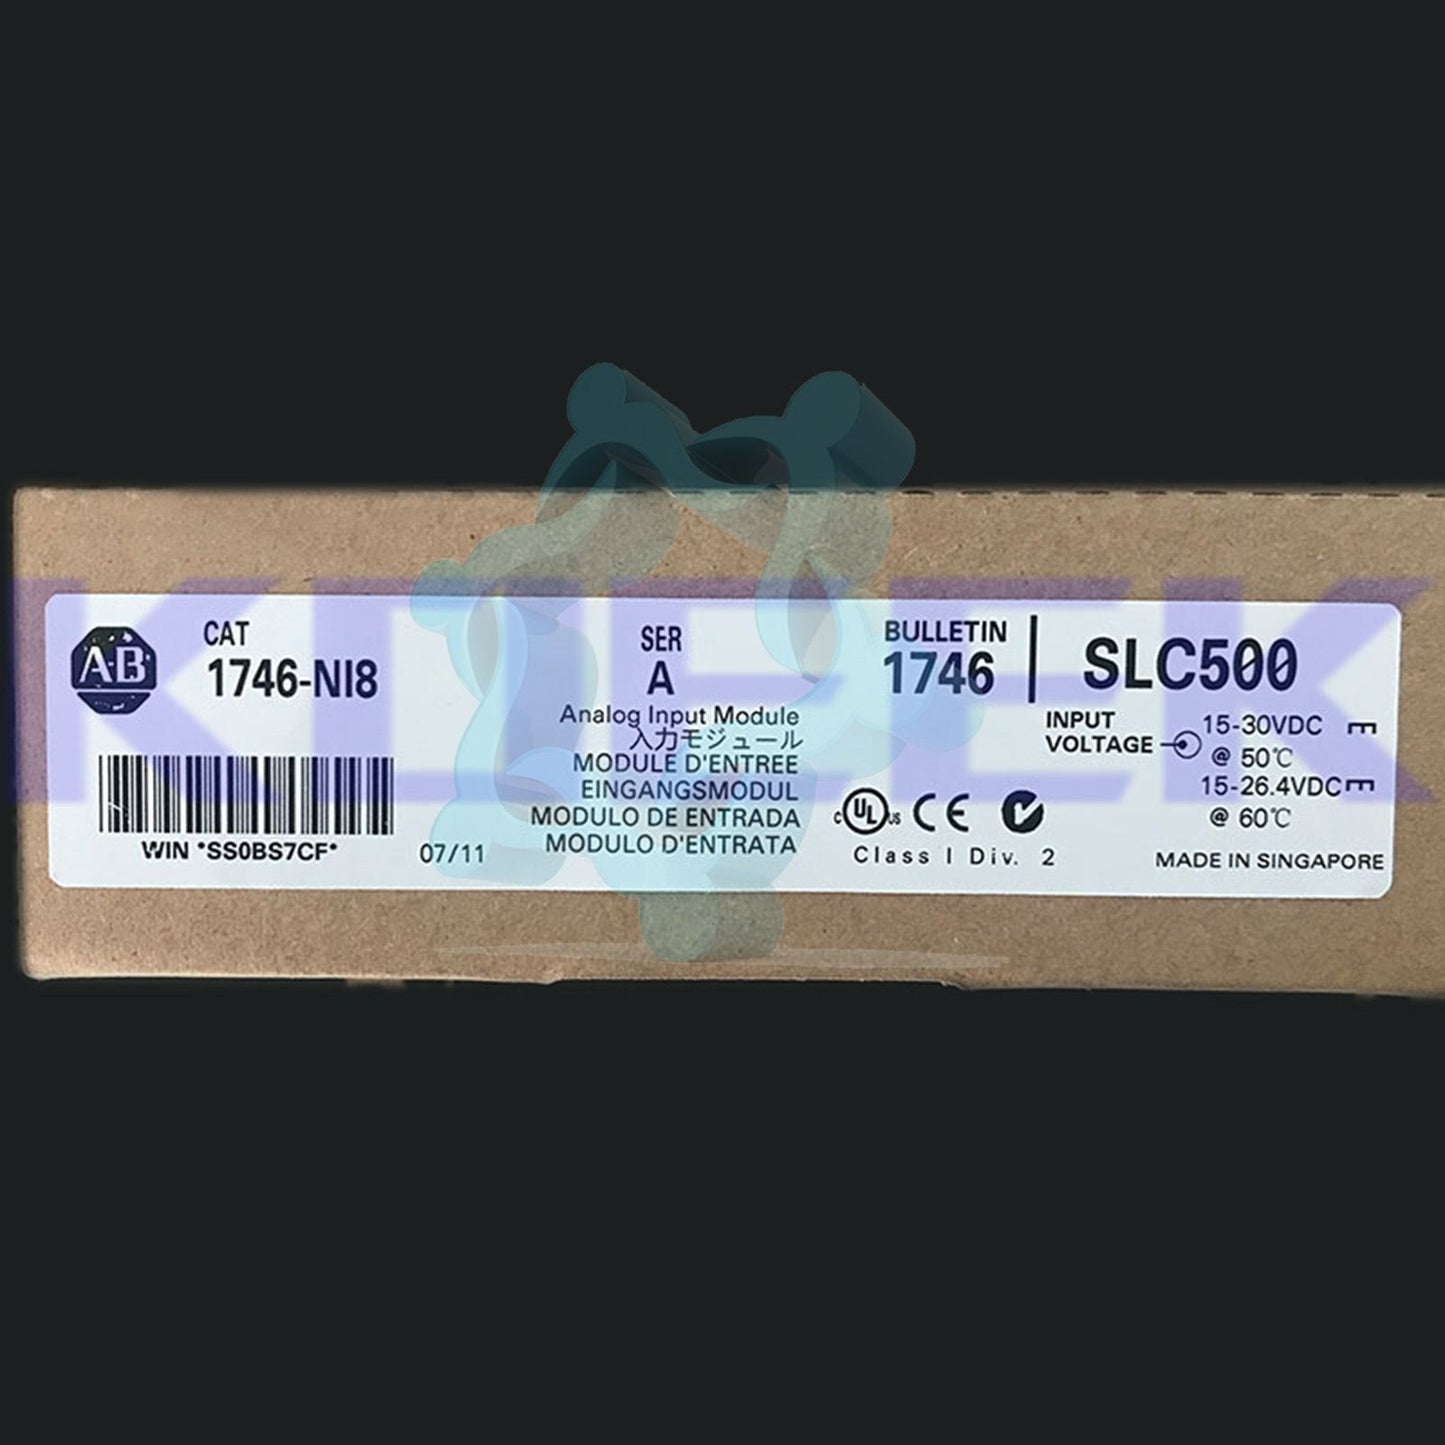 A-B
CAT
1746-NI8
SER
A
BULLETIN
1746
SLC500
Analog Input Module
入力モジュール
MODULE D'ENTREE
EINGANGSMODUL
MODULO DE ENTRADA
MODULO D'ENTRATA
INPUT
VOLTAGE
15-30VDC
@ 50℃
15-26.4VDC
@ 60℃
WIN *SS0BS7CF*
07/11
c UL us CE
Class I Div. 2
MADE IN SINGAPORE